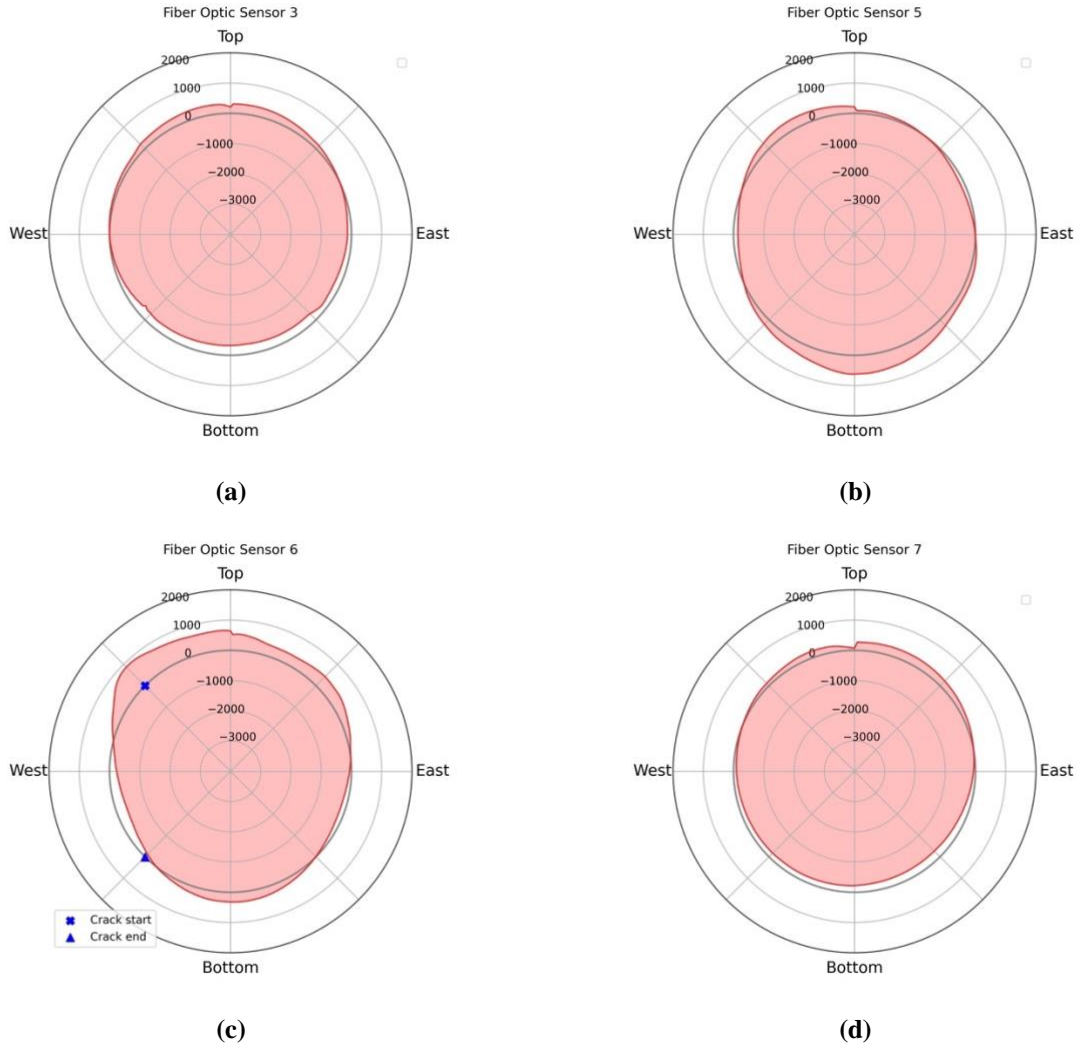 Fiber Optic Sensor 3
Top
2000
1000
0
−1000
−2000
−3000
West
East
Bottom
(a)
Fiber Optic Sensor 5
Top
2000
1000
0
−1000
−2000
−3000
West
East
Bottom
(b)
Fiber Optic Sensor 6
Top
2000
1000
0
−1000
−2000
−3000
West
East
Crack start
Crack end
Bottom
(c)
Fiber Optic Sensor 7
Top
2000
1000
0
−1000
−2000
−3000
West
East
Bottom
(d)